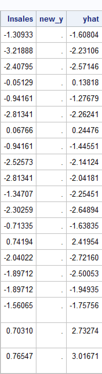 lnsales new_y yhat
-1.30933 . -1.60804
-3.21888 . -2.23106
-2.40795 . -2.57146
-0.05129 . 0.13818
-0.94161 . -1.27679
-2.81341 . -2.26241
0.06766 . 0.24476
-0.94161 . -1.44551
-2.52573 . -2.14124
-2.81341 . -2.04181
-1.34707 . -2.25451
-2.30259 . -2.64894
-0.71335 . -1.63835
0.74194 . 2.41954
-2.04022 . -2.72160
-1.89712 . -2.50053
-1.89712 . -1.94935
-1.56065 . -1.75756
0.70310 . 2.73274
0.76547 . 3.01671